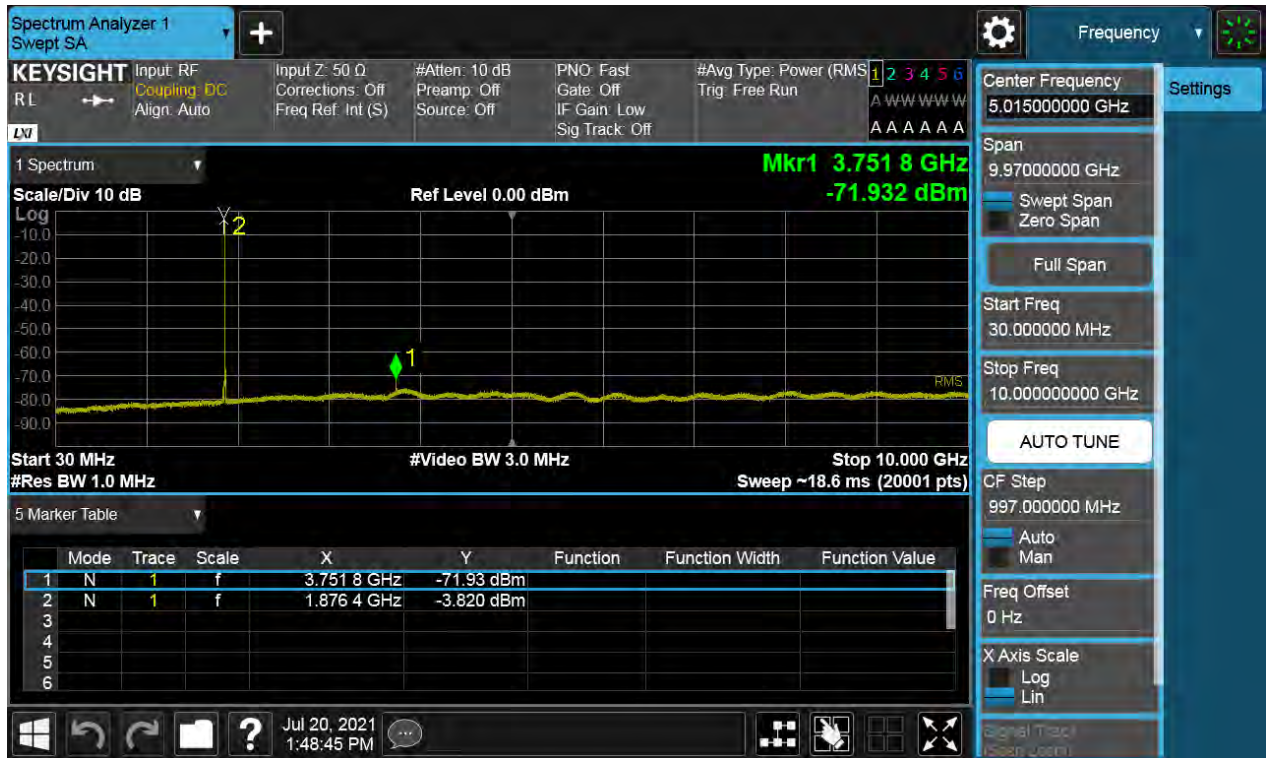 Spectrum Analyzer 1
Swept SA
+
Frequency
KEYSIGHT
RL
LXI
Input: RF
Coupling: DC
Align: Auto
Input Z: 50 Ω
Corrections: Off
Freq Ref: Int (S)
#Atten: 10 dB
Preamp: Off
Source: Off
PNO: Fast
Gate: Off
IF Gain: Low
Sig Track: Off
#Avg Type: Power (RMS
Trig: Free Run
1 2 3 4 5 6
A W W W W W
A A A A A A
1 Spectrum
Mkr1 3.751 8 GHz
Scale/Div 10 dB
Ref Level 0.00 dBm
-71.932 dBm
Log
2
-10.0
-20.0
-30.0
-40.0
-50.0
-60.0
1
-70.0
RMS
-80.0
-90.0
Start 30 MHz
#Video BW 3.0 MHz
Stop 10.000 GHz
#Res BW 1.0 MHz
Sweep ~18.6 ms (20001 pts)
5 Marker Table
Mode Trace Scale X Y Function Function Width Function Value
1 N 1 f 3.751 8 GHz -71.93 dBm
2 N 1 f 1.876 4 GHz -3.820 dBm
3
4
5
6
?
Jul 20, 2021
1:48:45 PM
Center Frequency
5.015000000 GHz
Settings
Span
9.97000000 GHz
Swept Span
Zero Span
Full Span
Start Freq
30.000000 MHz
Stop Freq
10.000000000 GHz
AUTO TUNE
CF Step
997.000000 MHz
Auto
Man
Freq Offset
0 Hz
X Axis Scale
Log
Lin
Signal Track
(Span Zoom)